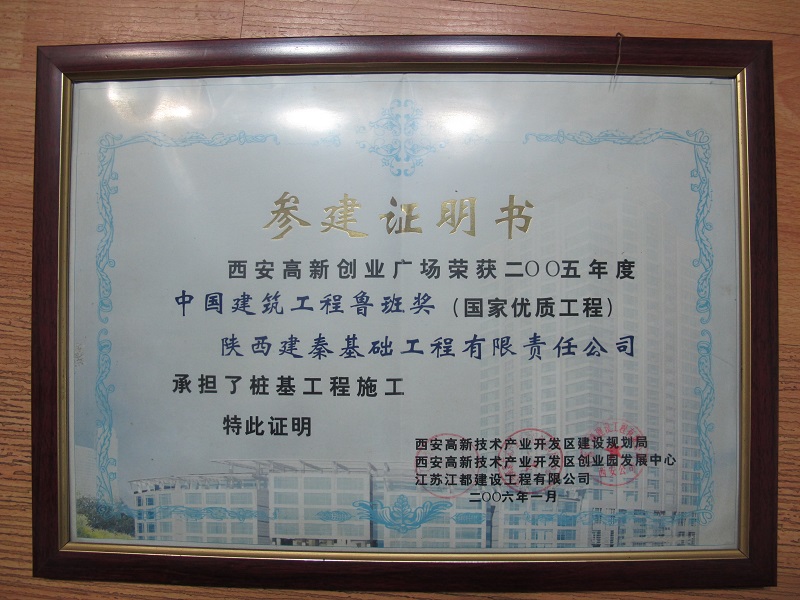 参建证明书
西安高新创业广场荣获二〇〇五年度
中国建筑工程鲁班奖（国家优质工程）
陕西建秦基础工程有限责任公司
承担了桩基工程施工
特此证明
西安高新技术产业开发区建设规划局
西安高新技术产业开发区创业园发展中心
江苏江都建设工程有限公司
二〇〇六年一月